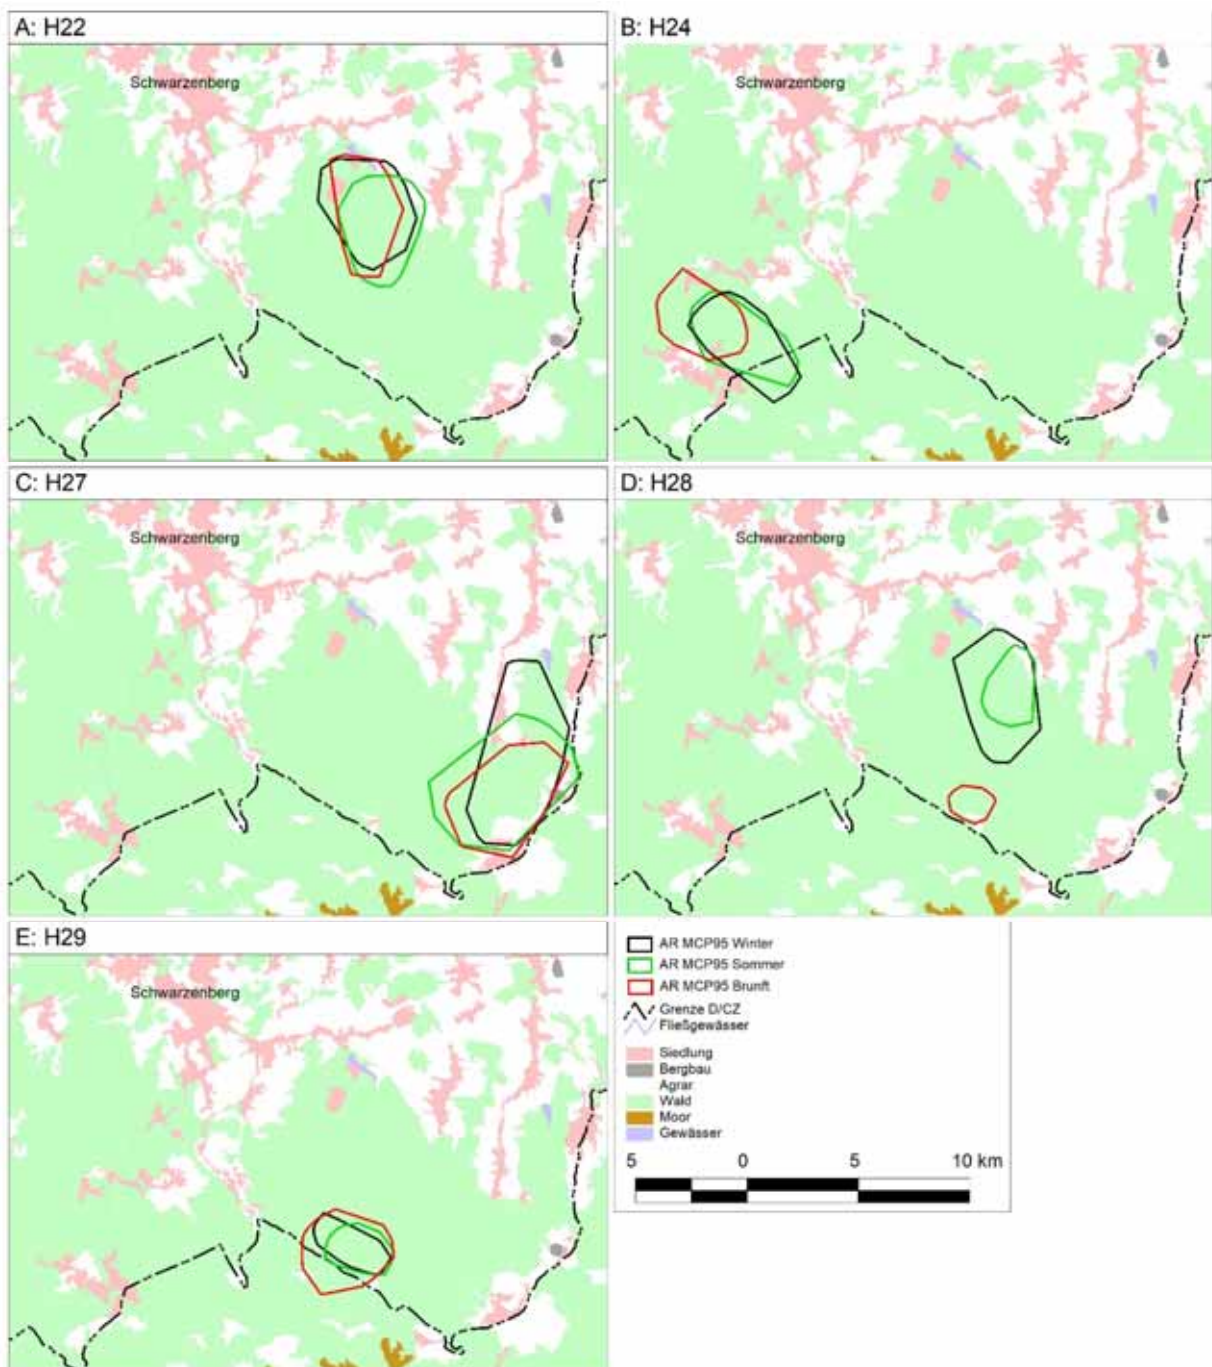 A: H22
B: H24
Schwarzenberg
Schwarzenberg
C: H27
D: H28
Schwarzenberg
Schwarzenberg
E: H29
Schwarzenberg
AR MCP95 Winter
AR MCP95 Sommer
AR MCP95 Brunft
Grenze D/CZ
Fließgewässer
Siedlung
Bergbau
Agrar
Wald
Moor
Gewässer
5 0 5 10 km